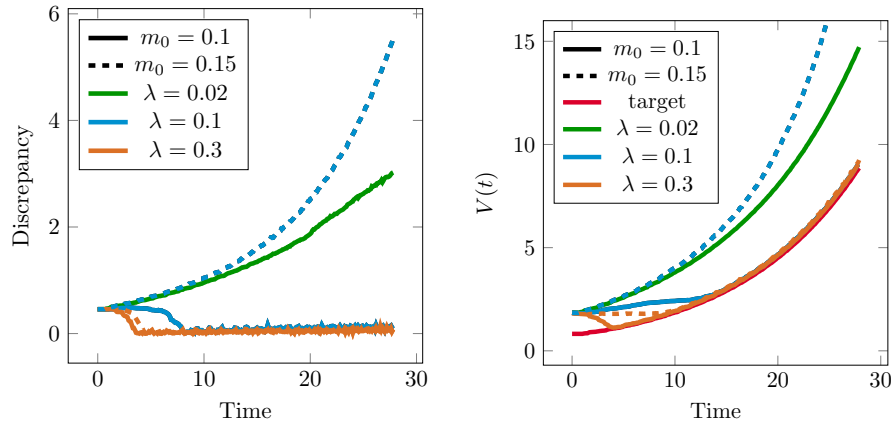 6
4
2
0
0
10
20
30
Time
Discrepancy
m₀ = 0.1
m₀ = 0.15
λ = 0.02
λ = 0.1
λ = 0.3
15
10
5
0
0
10
20
30
Time
V(t)
m₀ = 0.1
m₀ = 0.15
target
λ = 0.02
λ = 0.1
λ = 0.3